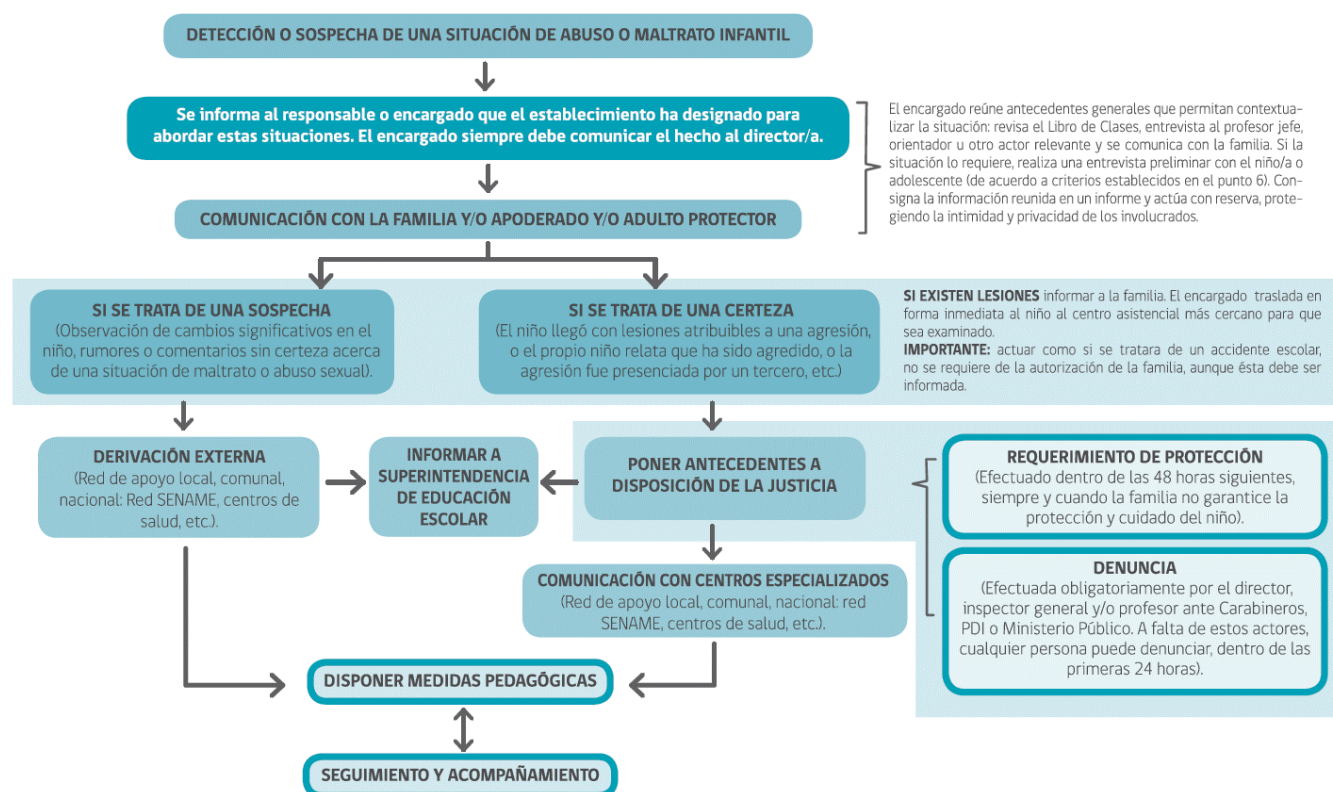 DETECCIÓN O SOSPECHA DE UNA SITUACIÓN DE ABUSO O MALTRATO INFANTIL
Se informa al responsable o encargado que el establecimiento ha designado para
abordar estas situaciones. El encargado siempre debe comunicar el hecho al director/a.
El encargado reúne antecedentes generales que permitan contextua-
lizar la situación: revisa el Libro de Clases, entrevista al profesor jefe,
orientador u otro actor relevante y se comunica con la familia. Si la
situación lo requiere, realiza una entrevista preliminar con el niño/a o
adolescente (de acuerdo a criterios establecidos en el punto 6). Con-
signa la información reunida en un informe y actúa con reserva, prote-
giendo la intimidad y privacidad de los involucrados.
COMUNICACIÓN CON LA FAMILIA Y/O APODERADO Y/O ADULTO PROTECTOR
SI SE TRATA DE UNA SOSPECHA
(Observación de cambios significativos en el
niño, rumores o comentarios sin certeza acerca
de una situación de maltrato o abuso sexual).
SI SE TRATA DE UNA CERTEZA
(El niño llegó con lesiones atribuibles a una agresión,
o el propio niño relata que ha sido agredido, o la
agresión fue presenciada por un tercero, etc.)
SI EXISTEN LESIONES informar a la familia. El encargado traslada en
forma inmediata al niño al centro asistencial más cercano para que
sea examinado.
IMPORTANTE: actuar como si se tratara de un accidente escolar,
no se requiere de la autorización de la familia, aunque ésta debe ser
informada.
DERIVACIÓN EXTERNA
(Red de apoyo local, comunal,
nacional: Red SENAME, centros de
salud, etc.).
INFORMAR A
SUPERINTENDENCIA
DE EDUCACIÓN
ESCOLAR
PONER ANTECEDENTES A
DISPOSICIÓN DE LA JUSTICIA
REQUERIMIENTO DE PROTECCIÓN
(Efectuado dentro de las 48 horas siguientes,
siempre y cuando la familia no garantice la
protección y cuidado del niño).
DENUNCIA
(Efectuada obligatoriamente por el director,
inspector general y/o profesor ante Carabineros,
PDI o Ministerio Público. A falta de estos actores,
cualquier persona puede denunciar, dentro de las
primeras 24 horas).
COMUNICACIÓN CON CENTROS ESPECIALIZADOS
(Red de apoyo local, comunal, nacional: red
SENAME, centros de salud, etc.).
DISPONER MEDIDAS PEDAGÓGICAS
SEGUIMIENTO Y ACOMPAÑAMIENTO